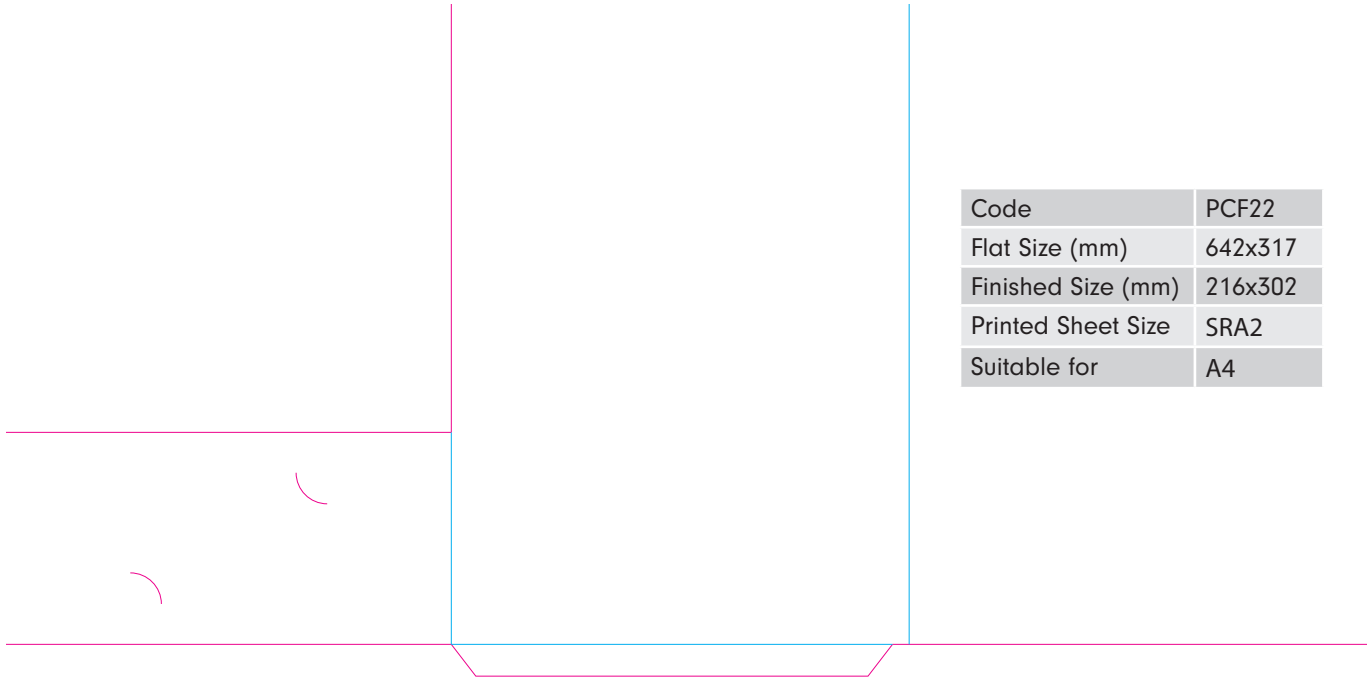 Code PCF22
Flat Size (mm) 642x317
Finished Size (mm) 216x302
Printed Sheet Size SRA2
Suitable for A4